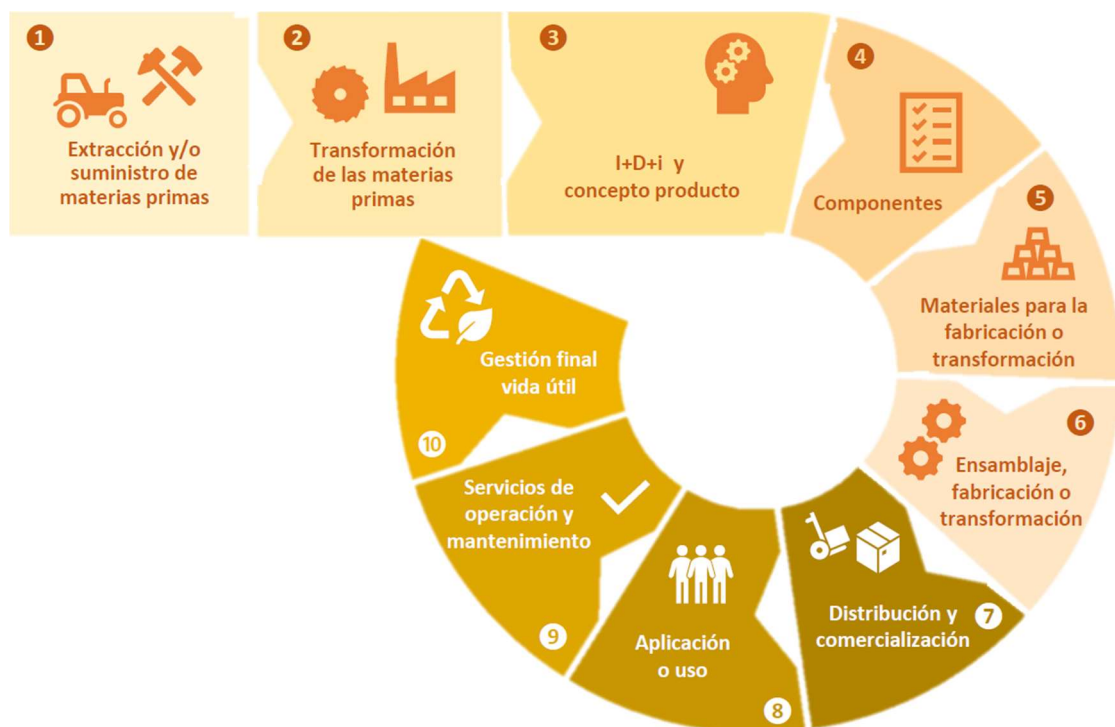 1
Extracción y/o
suministro de
materias primas
2
Transformación
de las materias
primas
3
I+D+i y
concepto producto
4
Componentes
5
Materiales para la
fabricación o
transformación
6
Ensamblaje,
fabricación o
transformación
7
Distribución y
comercialización
8
Aplicación
o uso
9
Servicios de
operación y
mantenimiento
10
Gestión final
vida útil